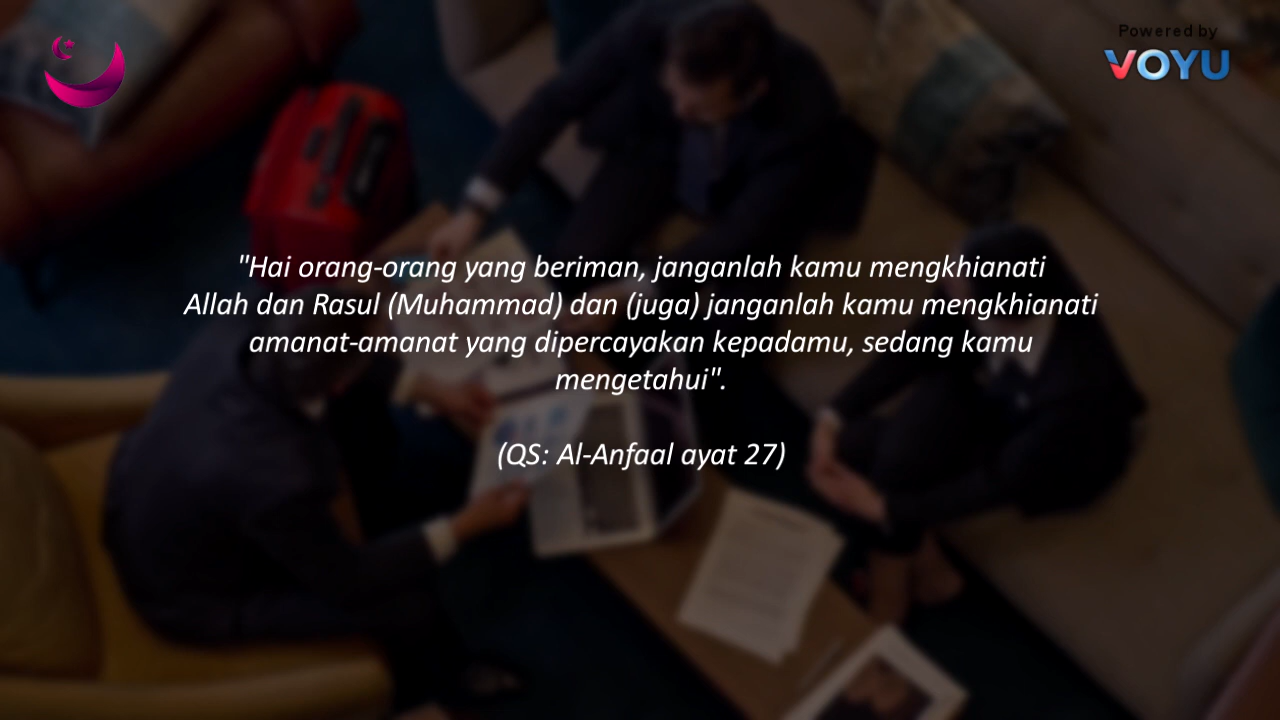 Powered by
VOYU
"Hai orang-orang yang beriman, janganlah kamu mengkhianati
Allah dan Rasul (Muhammad) dan (juga) janganlah kamu mengkhianati
amanat-amanat yang dipercayakan kepadamu, sedang kamu
mengetahui".
(QS: Al-Anfaal ayat 27)